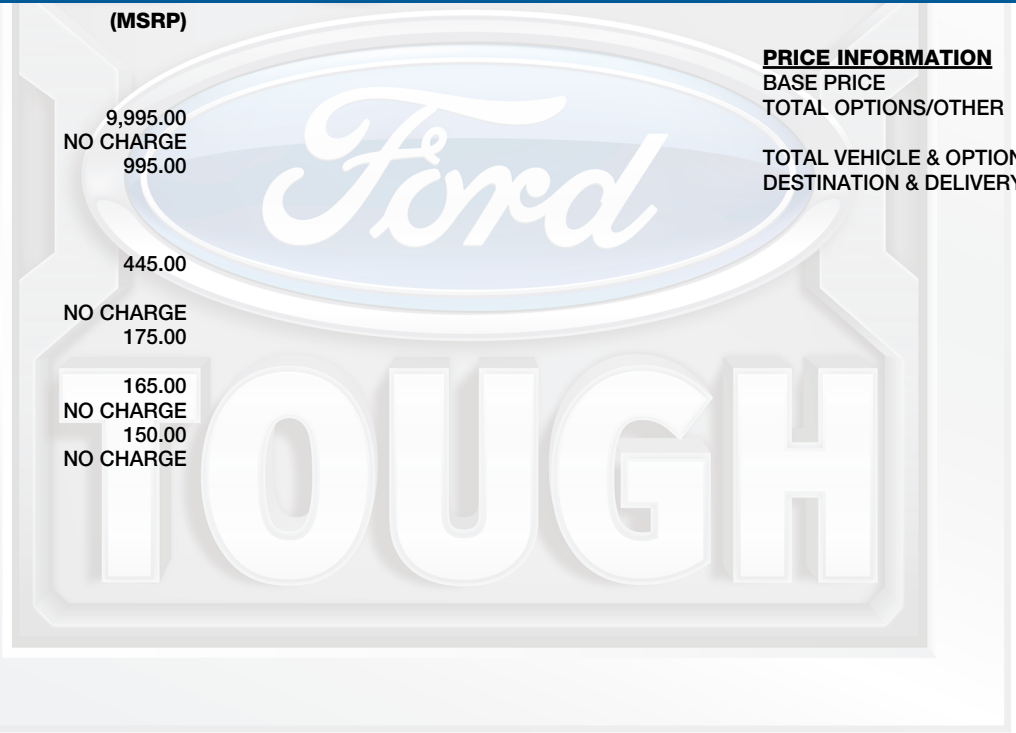 (MSRP)
9,995.00
NO CHARGE
995.00
445.00
NO CHARGE
175.00
165.00
NO CHARGE
150.00
NO CHARGE
PRICE INFORMATION
BASE PRICE
TOTAL OPTIONS/OTHER
TOTAL VEHICLE & OPTION
DESTINATION & DELIVERY
Ford
TOUGH